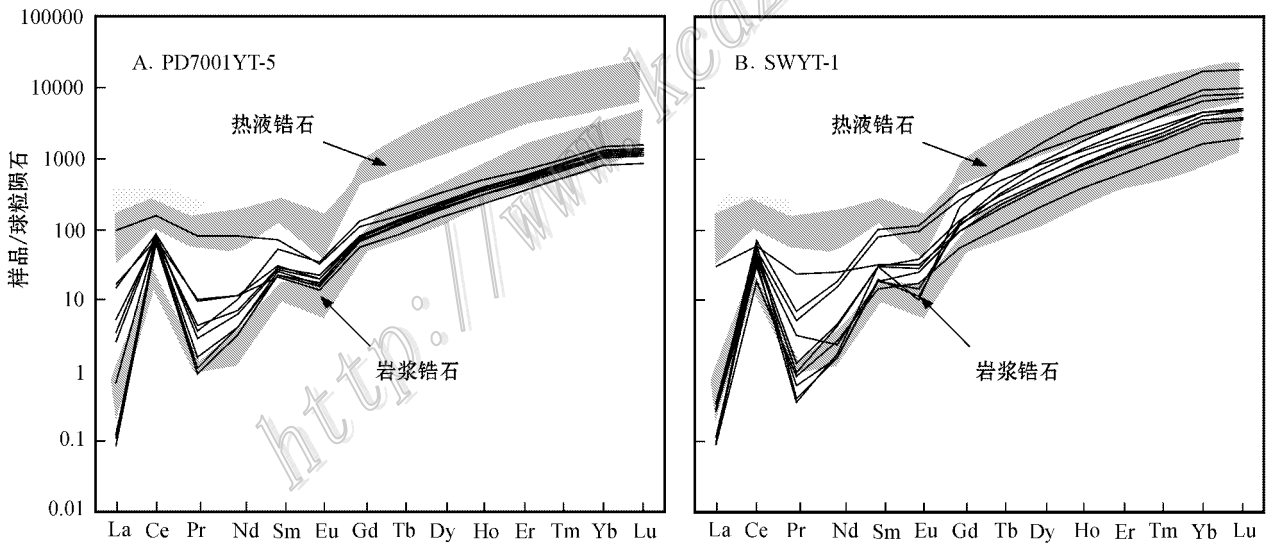 样品/球粒陨石
100000
10000
1000
100
10
1
0.1
0.01
A. PD7001YT-5
热液锆石
岩浆锆石
La Ce Pr Nd Sm Eu Gd Tb Dy Ho Er Tm Yb Lu
B. SWYT-1
热液锆石
岩浆锆石
La Ce Pr Nd Sm Eu Gd Tb Dy Ho Er Tm Yb Lu
http://www.kcdz